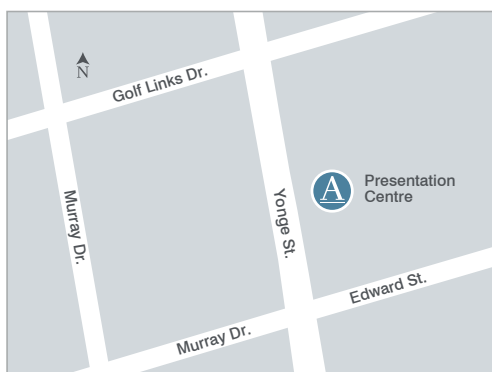 N
Golf Links Dr.
Murray Dr.
Yonge St.
A
Presentation
Centre
Edward St.
Murray Dr.